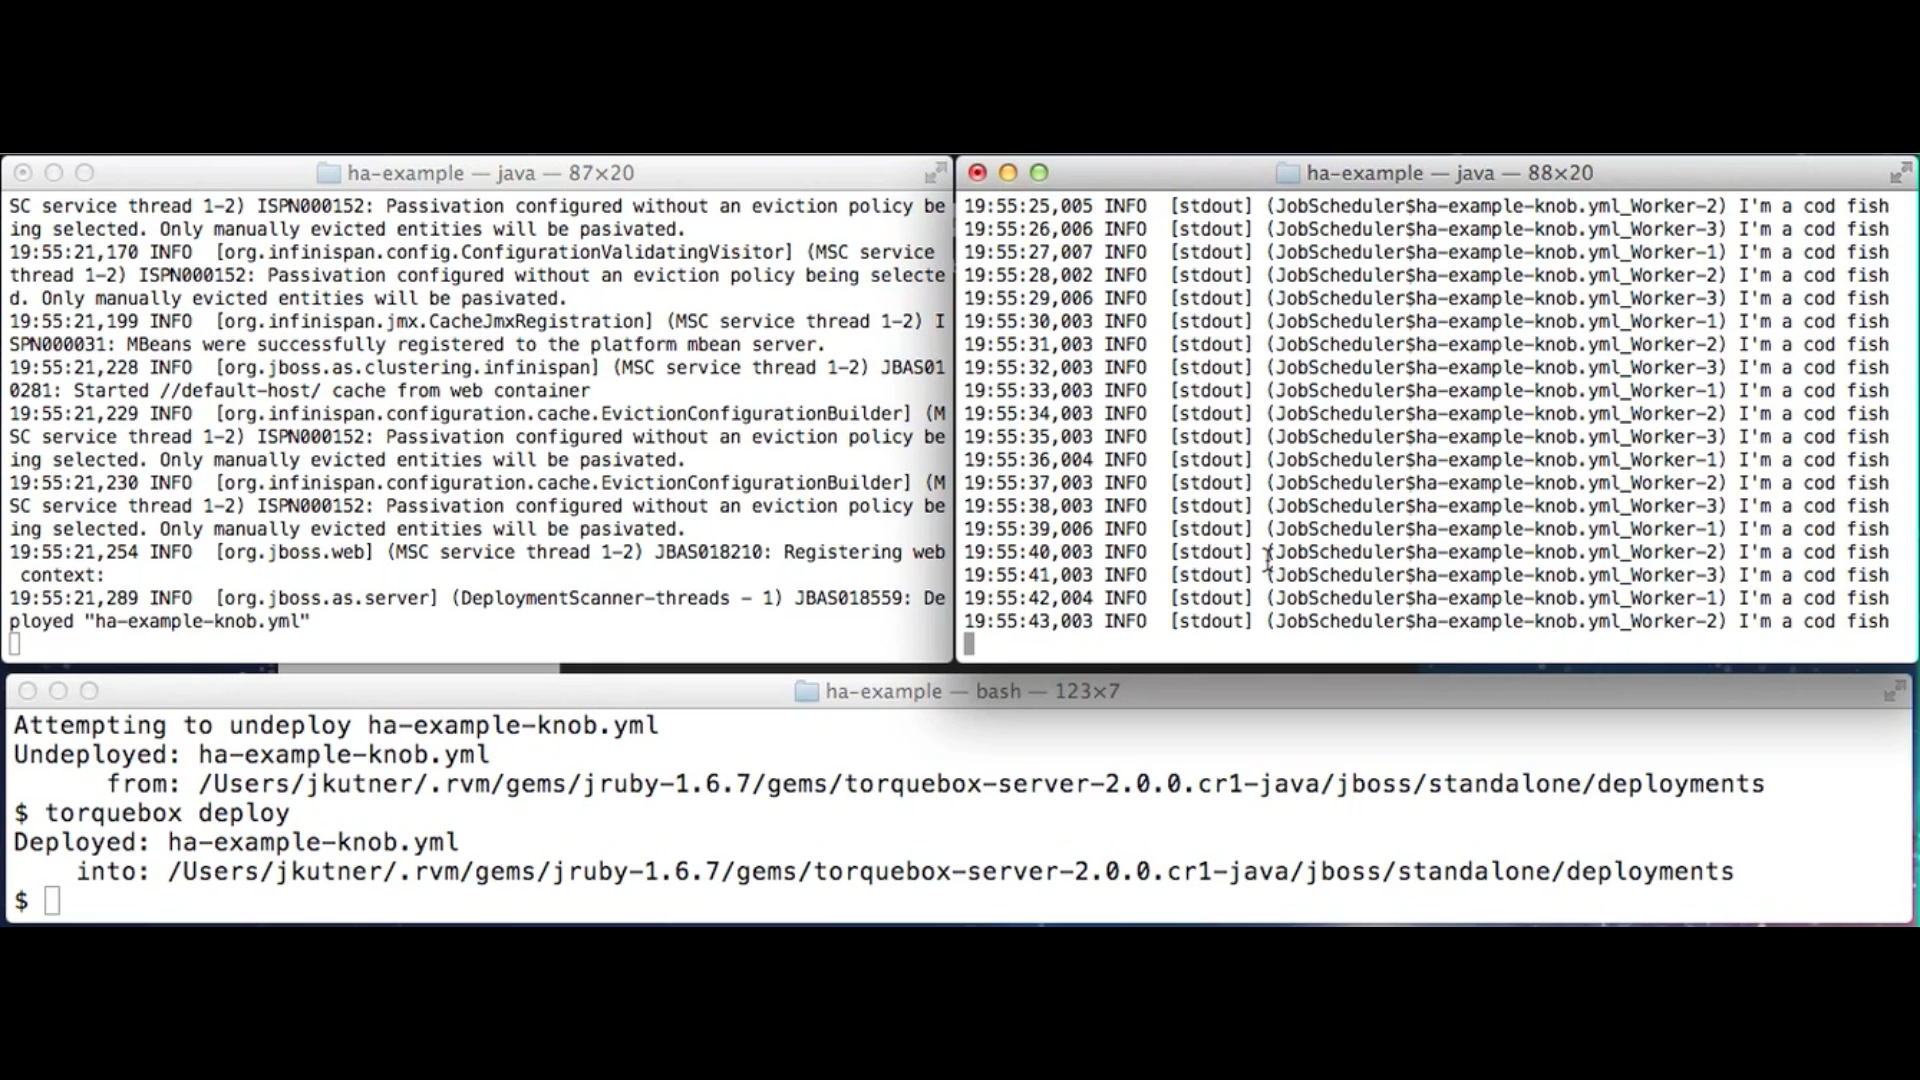 ha-example — java — 87×20
SC service thread 1-2) ISPN000152: Passivation configured without an eviction policy be
ing selected. Only manually evicted entities will be pasivated.
19:55:21,170 INFO  [org.infinispan.config.ConfigurationValidatingVisitor] (MSC service
thread 1-2) ISPN000152: Passivation configured without an eviction policy being selecte
d. Only manually evicted entities will be pasivated.
19:55:21,199 INFO  [org.infinispan.jmx.CacheJmxRegistration] (MSC service thread 1-2) I
SPN000031: MBeans were successfully registered to the platform mbean server.
19:55:21,228 INFO  [org.jboss.as.clustering.infinispan] (MSC service thread 1-2) JBAS01
0281: Started //default-host/ cache from web container
19:55:21,229 INFO  [org.infinispan.configuration.cache.EvictionConfigurationBuilder] (M
SC service thread 1-2) ISPN000152: Passivation configured without an eviction policy be
ing selected. Only manually evicted entities will be pasivated.
19:55:21,230 INFO  [org.infinispan.configuration.cache.EvictionConfigurationBuilder] (M
SC service thread 1-2) ISPN000152: Passivation configured without an eviction policy be
ing selected. Only manually evicted entities will be pasivated.
19:55:21,254 INFO  [org.jboss.web] (MSC service thread 1-2) JBAS018210: Registering web
 context:
19:55:21,289 INFO  [org.jboss.as.server] (DeploymentScanner-threads - 1) JBAS018559: De
ployed "ha-example-knob.yml"
ha-example — java — 88×20
19:55:25,005 INFO  [stdout] (JobScheduler$ha-example-knob.yml_Worker-2) I'm a cod fish
19:55:26,006 INFO  [stdout] (JobScheduler$ha-example-knob.yml_Worker-3) I'm a cod fish
19:55:27,007 INFO  [stdout] (JobScheduler$ha-example-knob.yml_Worker-1) I'm a cod fish
19:55:28,002 INFO  [stdout] (JobScheduler$ha-example-knob.yml_Worker-2) I'm a cod fish
19:55:29,006 INFO  [stdout] (JobScheduler$ha-example-knob.yml_Worker-3) I'm a cod fish
19:55:30,003 INFO  [stdout] (JobScheduler$ha-example-knob.yml_Worker-1) I'm a cod fish
19:55:31,003 INFO  [stdout] (JobScheduler$ha-example-knob.yml_Worker-2) I'm a cod fish
19:55:32,003 INFO  [stdout] (JobScheduler$ha-example-knob.yml_Worker-3) I'm a cod fish
19:55:33,003 INFO  [stdout] (JobScheduler$ha-example-knob.yml_Worker-1) I'm a cod fish
19:55:34,003 INFO  [stdout] (JobScheduler$ha-example-knob.yml_Worker-2) I'm a cod fish
19:55:35,003 INFO  [stdout] (JobScheduler$ha-example-knob.yml_Worker-3) I'm a cod fish
19:55:36,004 INFO  [stdout] (JobScheduler$ha-example-knob.yml_Worker-1) I'm a cod fish
19:55:37,003 INFO  [stdout] (JobScheduler$ha-example-knob.yml_Worker-2) I'm a cod fish
19:55:38,003 INFO  [stdout] (JobScheduler$ha-example-knob.yml_Worker-3) I'm a cod fish
19:55:39,006 INFO  [stdout] (JobScheduler$ha-example-knob.yml_Worker-1) I'm a cod fish
19:55:40,003 INFO  [stdout] (JobScheduler$ha-example-knob.yml_Worker-2) I'm a cod fish
19:55:41,003 INFO  [stdout] (JobScheduler$ha-example-knob.yml_Worker-3) I'm a cod fish
19:55:42,004 INFO  [stdout] (JobScheduler$ha-example-knob.yml_Worker-1) I'm a cod fish
19:55:43,003 INFO  [stdout] (JobScheduler$ha-example-knob.yml_Worker-2) I'm a cod fish
ha-example — bash — 123×7
Attempting to undeploy ha-example-knob.yml
Undeployed: ha-example-knob.yml
      from: /Users/jkutner/.rvm/gems/jruby-1.6.7/gems/torquebox-server-2.0.0.cr1-java/jboss/standalone/deployments
$ torquebox deploy
Deployed: ha-example-knob.yml
    into: /Users/jkutner/.rvm/gems/jruby-1.6.7/gems/torquebox-server-2.0.0.cr1-java/jboss/standalone/deployments
$